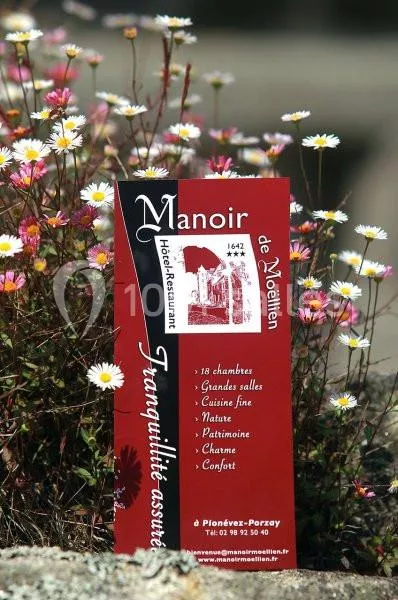 Manoir
de Moëllien
1642
★★★
Hôtel-Restaurant
Tranquillité assuré
› 18 chambres
› Grandes salles
› Cuisine fine
› Nature
› Patrimoine
› Charme
› Confort
à Plonévez-Porzay
Tél: 02 98 92 50 40
bienvenue@manoirmoellien.fr
www.manoirmoellien.fr